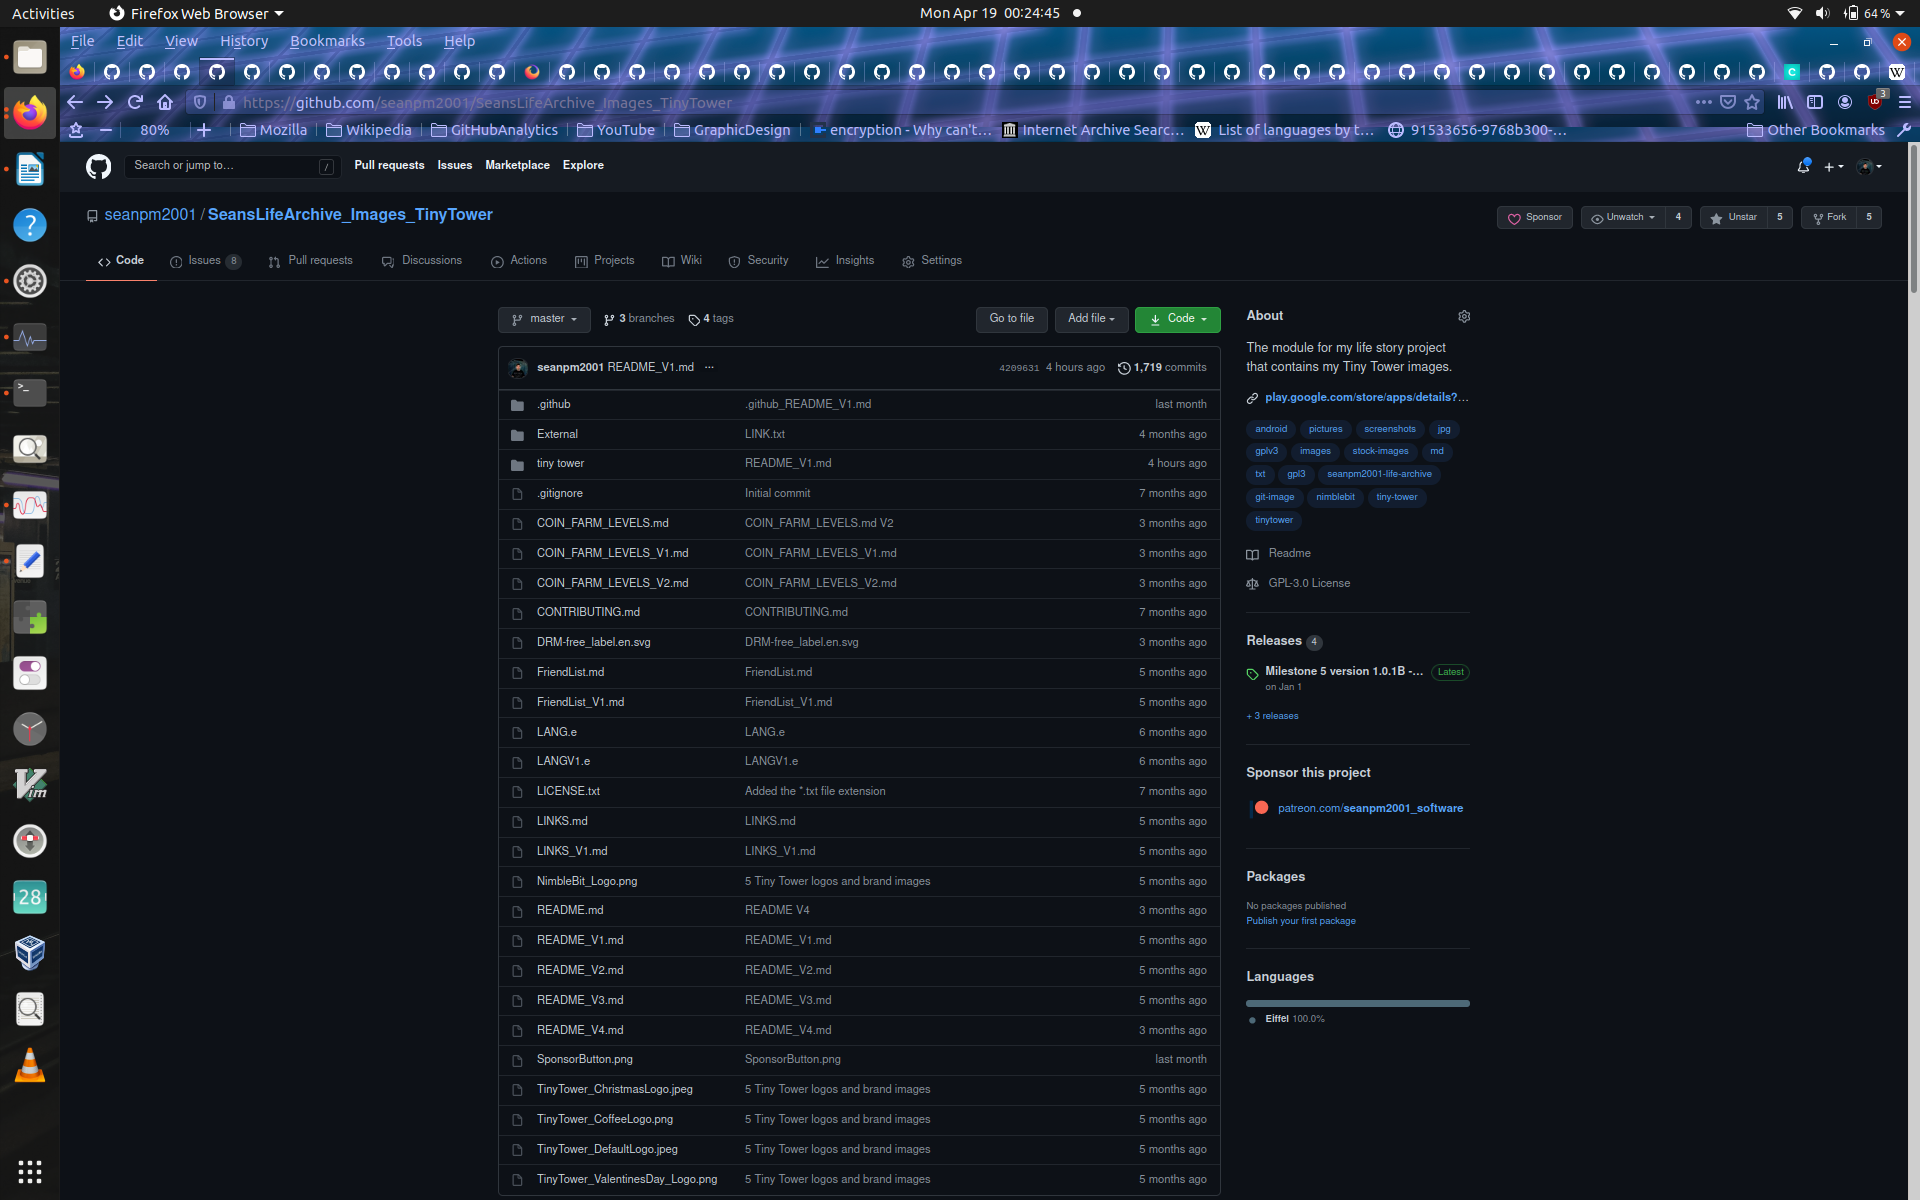 Activities Firefox Web Browser Mon Apr 19 00:24:45 64 %
File Edit View History Bookmarks Tools Help
https://github.com/seanpm2001/SeansLifeArchive_Images_TinyTower 3
80% Mozilla Wikipedia GitHubAnalytics YouTube GraphicDesign encryption - Why can't… Internet Archive Searc… List of languages by t… 91533656-9768b300-… Other Bookmarks
Search or jump to… / Pull requests Issues Marketplace Explore
seanpm2001 / SeansLifeArchive_Images_TinyTower Sponsor Unwatch 4 Unstar 5 Fork 5
Code Issues 8 Pull requests Discussions Actions Projects Wiki Security Insights Settings
master 3 branches 4 tags Go to file Add file Code
seanpm2001 README_V1.md ... 4209631 4 hours ago 1,719 commits
.github .github_README_V1.md last month
External LINK.txt 4 months ago
tiny tower README_V1.md 4 hours ago
.gitignore Initial commit 7 months ago
COIN_FARM_LEVELS.md COIN_FARM_LEVELS.md V2 3 months ago
COIN_FARM_LEVELS_V1.md COIN_FARM_LEVELS_V1.md 3 months ago
COIN_FARM_LEVELS_V2.md COIN_FARM_LEVELS_V2.md 3 months ago
CONTRIBUTING.md CONTRIBUTING.md 7 months ago
DRM-free_label.en.svg DRM-free_label.en.svg 3 months ago
FriendList.md FriendList.md 5 months ago
FriendList_V1.md FriendList_V1.md 5 months ago
LANG.e LANG.e 6 months ago
LANGV1.e LANGV1.e 6 months ago
LICENSE.txt Added the *.txt file extension 7 months ago
LINKS.md LINKS.md 5 months ago
LINKS_V1.md LINKS_V1.md 5 months ago
NimbleBit_Logo.png 5 Tiny Tower logos and brand images 5 months ago
README.md README V4 3 months ago
README_V1.md README_V1.md 5 months ago
README_V2.md README_V2.md 5 months ago
README_V3.md README_V3.md 5 months ago
README_V4.md README_V4.md 3 months ago
SponsorButton.png SponsorButton.png last month
TinyTower_ChristmasLogo.jpeg 5 Tiny Tower logos and brand images 5 months ago
TinyTower_CoffeeLogo.png 5 Tiny Tower logos and brand images 5 months ago
TinyTower_DefaultLogo.jpeg 5 Tiny Tower logos and brand images 5 months ago
TinyTower_ValentinesDay_Logo.png 5 Tiny Tower logos and brand images 5 months ago
About
The module for my life story project
that contains my Tiny Tower images.
play.google.com/store/apps/details?...
android pictures screenshots jpg
gplv3 images stock-images md
txt gpl3 seanpm2001-life-archive
git-image nimblebit tiny-tower
tinytower
Readme
GPL-3.0 License
Releases 4
Milestone 5 version 1.0.1B -... Latest
on Jan 1
+ 3 releases
Sponsor this project
patreon.com/seanpm2001_software
Packages
No packages published
Publish your first package
Languages
Eiffel 100.0%
28